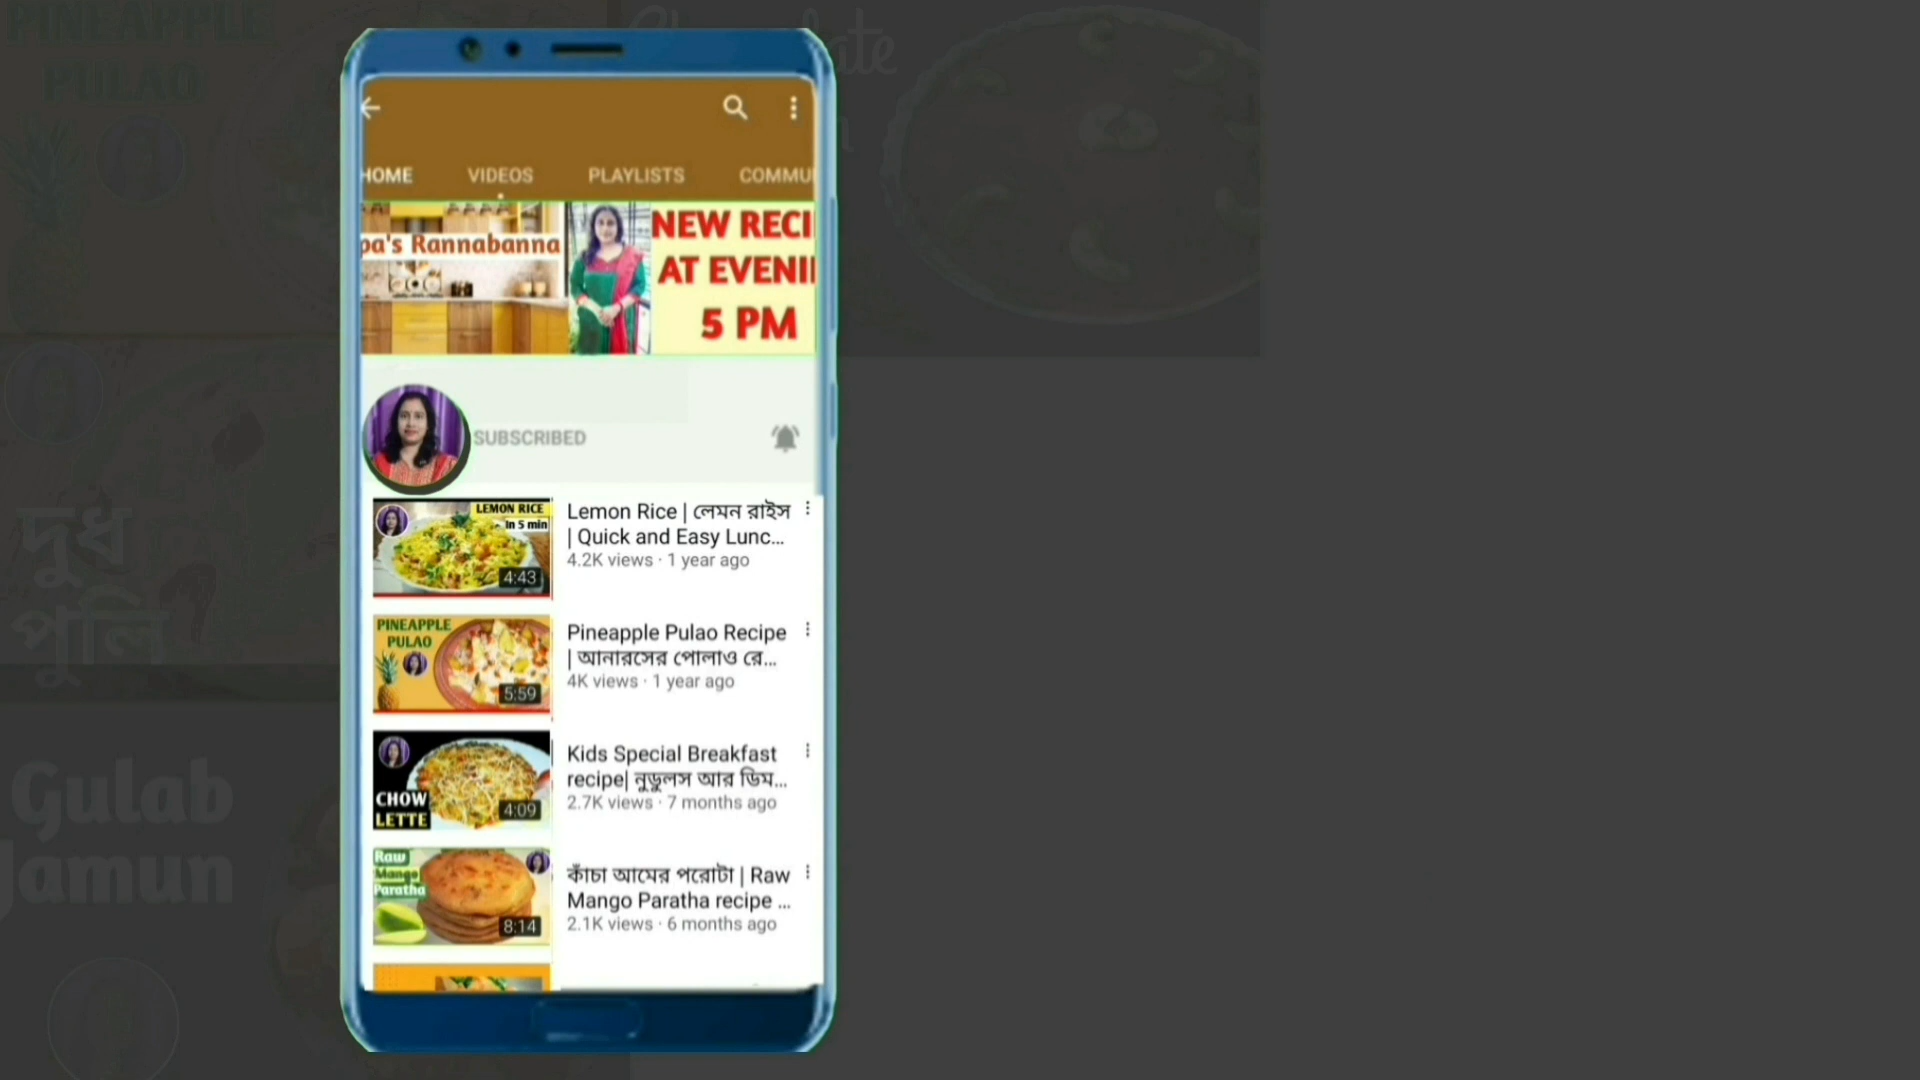 HOME VIDEOS PLAYLISTS COMMU
pa's Rannabanna
NEW RECI
AT EVENI
5 PM
SUBSCRIBED
LEMON RICE
In 5 min
4:43
Lemon Rice | লেমন রাইস
| Quick and Easy Lunc...
4.2K views · 1 year ago
PINEAPPLE
PULAO
5:59
Pineapple Pulao Recipe
| আনারসের পোলাও রে...
4K views · 1 year ago
CHOW
LETTE
4:09
Kids Special Breakfast
recipe| নুডুলস আর ডিম...
2.7K views · 7 months ago
Raw
Mango
Paratha
8:14
কাঁচা আমের পরোটা | Raw
Mango Paratha recipe ...
2.1K views · 6 months ago
PINEAPPLE
PULAO
দুধ
পুলি
Gulab
Jamun